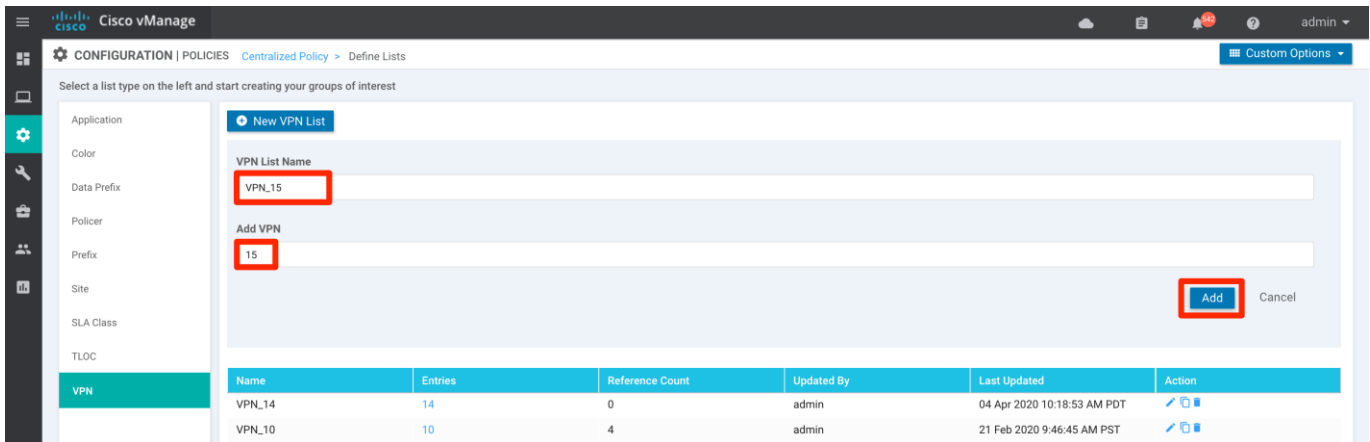 cisco Cisco vManage 542 admin
CONFIGURATION | POLICIES Centralized Policy > Define Lists Custom Options
Select a list type on the left and start creating your groups of interest
Application
Color
Data Prefix
Policer
Prefix
Site
SLA Class
TLOC
VPN
New VPN List
VPN List Name
VPN_15
Add VPN
15
Add Cancel
Name Entries Reference Count Updated By Last Updated Action
VPN_14 14 0 admin 04 Apr 2020 10:18:53 AM PDT
VPN_10 10 4 admin 21 Feb 2020 9:46:45 AM PST